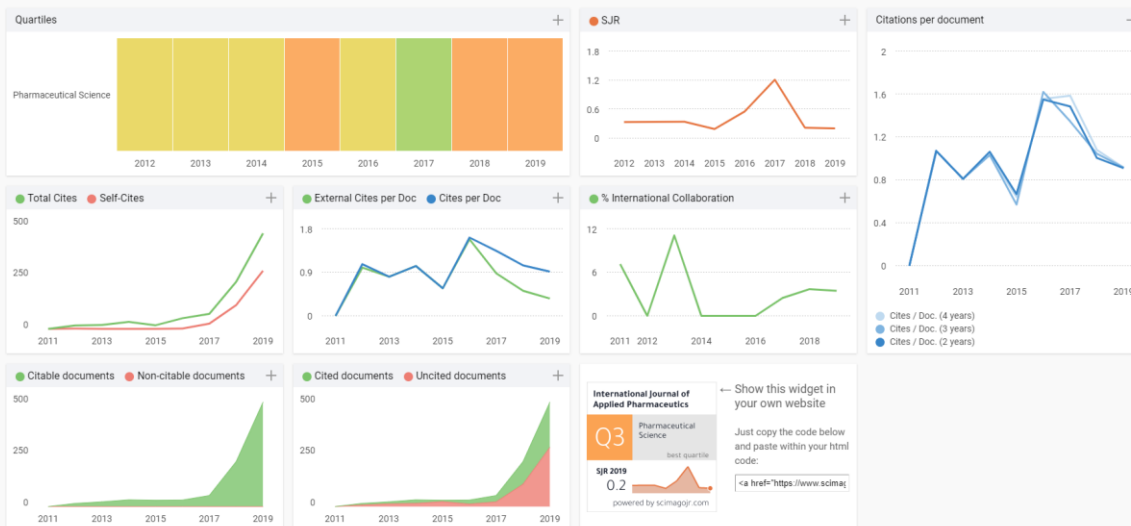 Quartiles
Pharmaceutical Science
2012 2013 2014 2015 2016 2017 2018 2019
SJR
1.8
1.2
0.6
0
2012 2013 2014 2015 2016 2017 2018 2019
Citations per document
2
1.6
1.2
0.8
0.4
0
2011 2013 2015 2017 2019
Cites / Doc. (4 years)
Cites / Doc. (3 years)
Cites / Doc. (2 years)
Total Cites Self-Cites
500
250
0
2011 2013 2015 2017 2019
External Cites per Doc Cites per Doc
1.8
0.9
0
2011 2013 2015 2017 2019
% International Collaboration
12
6
0
2011 2012 2014 2016 2018
Citable documents Non-citable documents
500
250
0
2011 2013 2015 2017 2019
Cited documents Uncited documents
500
250
0
2011 2013 2015 2017 2019
International Journal of
Applied Pharmaceutics
Q3
Pharmaceutical
Science
best quartile
SJR 2019
0.2
powered by scimagojr.com
← Show this widget in
your own website
Just copy the code below
and paste within your html
code:
<a href="https://www.scimag